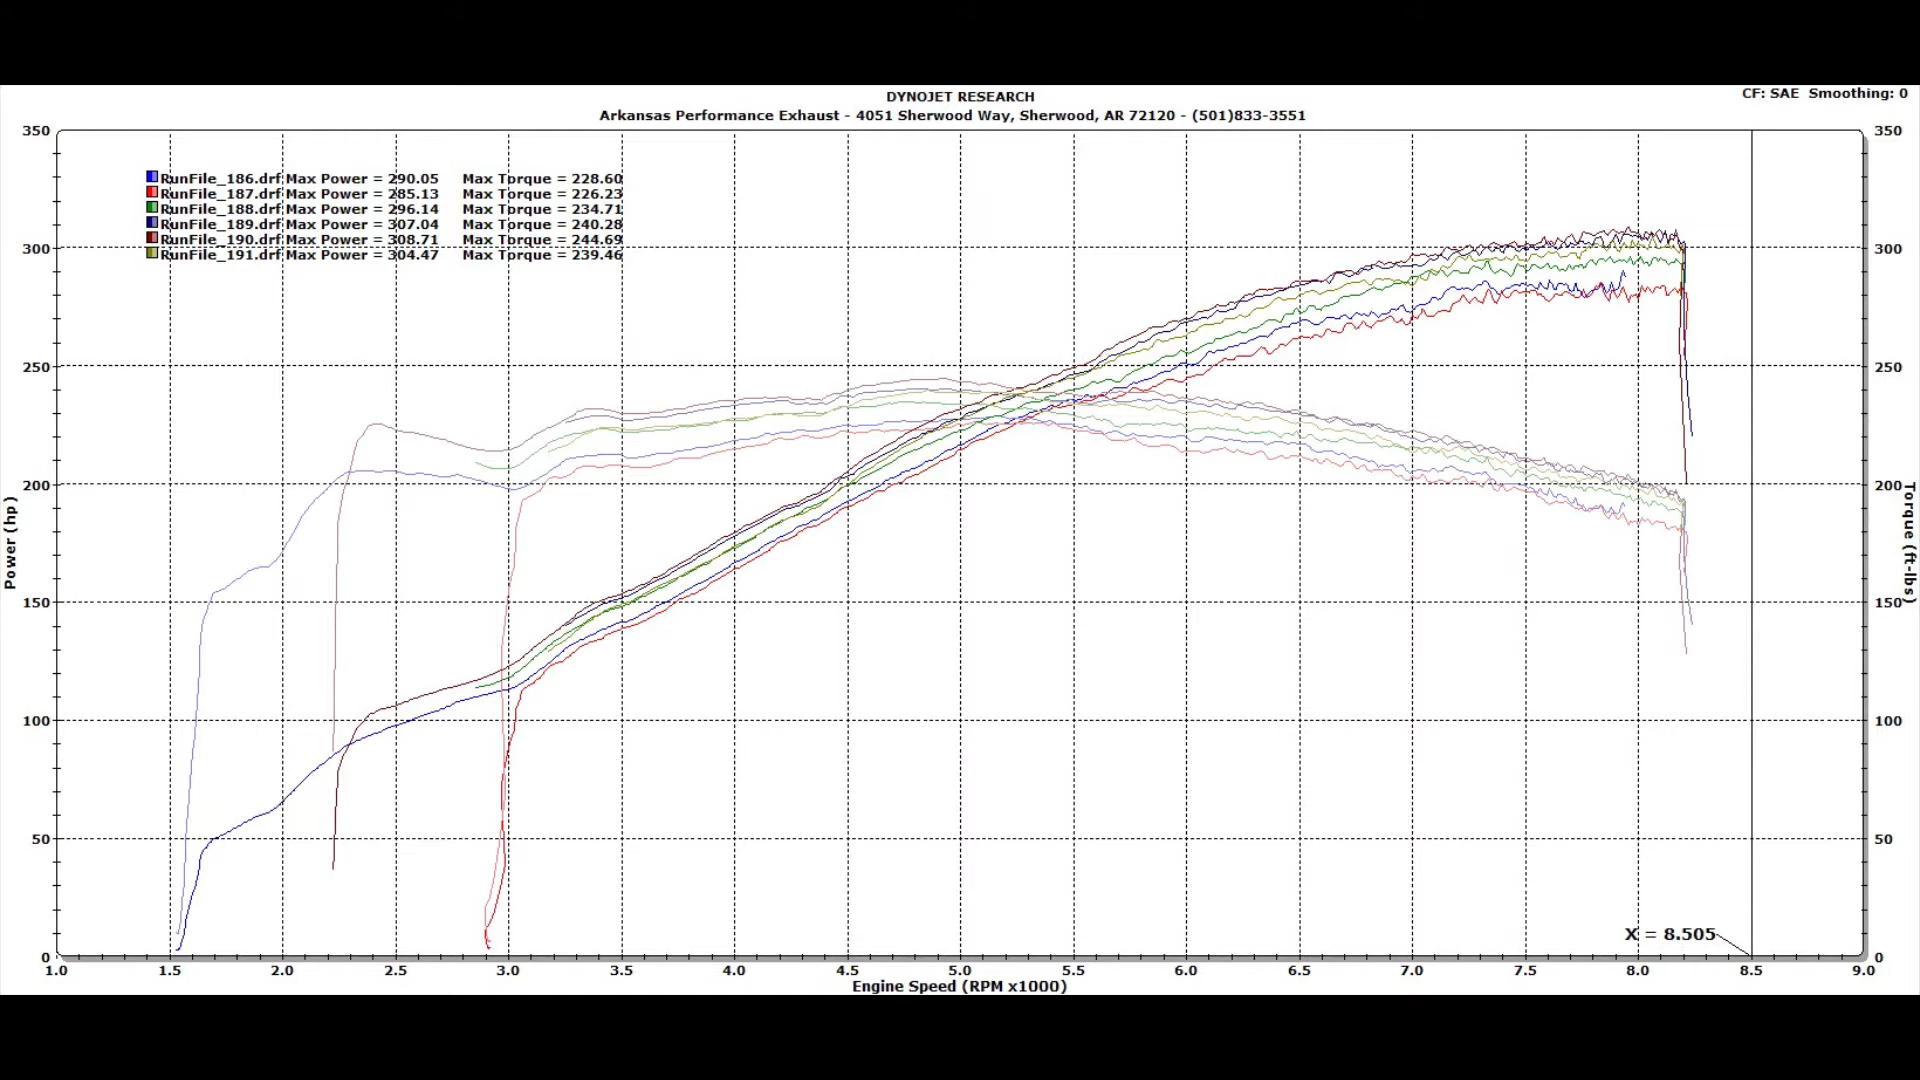 DYNOJET RESEARCH
CF: SAE Smoothing: 0
Arkansas Performance Exhaust - 4051 Sherwood Way, Sherwood, AR 72120 - (501)833-3551
RunFile_186.drf Max Power = 290.05 Max Torque = 228.60
RunFile_187.drf Max Power = 285.13 Max Torque = 226.23
RunFile_188.drf Max Power = 296.14 Max Torque = 234.71
RunFile_189.drf Max Power = 307.04 Max Torque = 240.28
RunFile_190.drf Max Power = 308.71 Max Torque = 244.69
RunFile_191.drf Max Power = 304.47 Max Torque = 239.46
350 350
300 300
250 250
200 200
150 150
100 100
50 50
0 0
Power (hp)
Torque (ft-lbs)
X = 8.505
1.0 1.5 2.0 2.5 3.0 3.5 4.0 4.5 5.0 5.5 6.0 6.5 7.0 7.5 8.0 8.5 9.0
Engine Speed (RPM x1000)